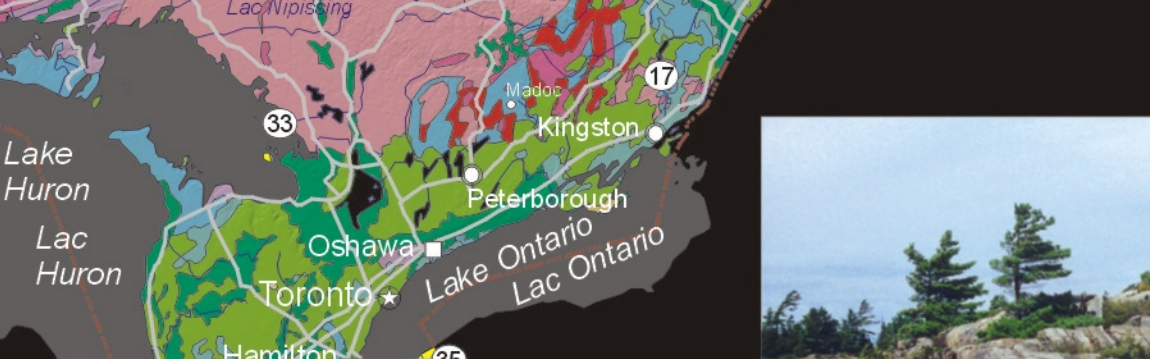 Lac Nipissing
17
Madoc
33
Kingston
Lake
Huron
Peterborough
Lac
Huron
Oshawa
Lake Ontario
Lac Ontario
Toronto
Hamilton
35